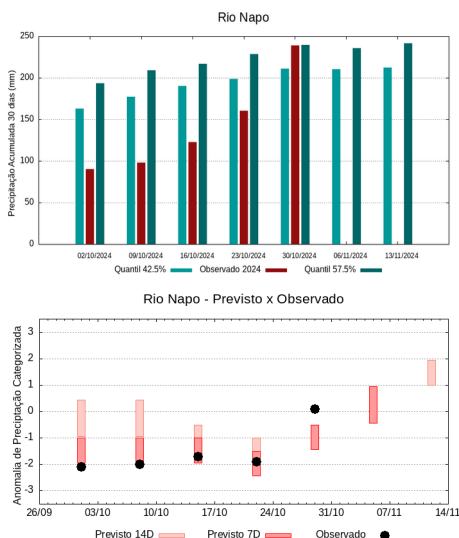 Rio Napo
Precipitação Acumulada 30 dias (mm)
250
200
150
100
50
0
02/10/2024 09/10/2024 16/10/2024 23/10/2024 30/10/2024 06/11/2024 13/11/2024
Quantil 42.5% Observado 2024 Quantil 57.5%
Rio Napo - Previsto x Observado
Anomalia de Precipitação Categorizada
3
2
1
0
-1
-2
-3
26/09 03/10 10/10 17/10 24/10 31/10 07/11 14/11
Previsto 14D Previsto 7D Observado